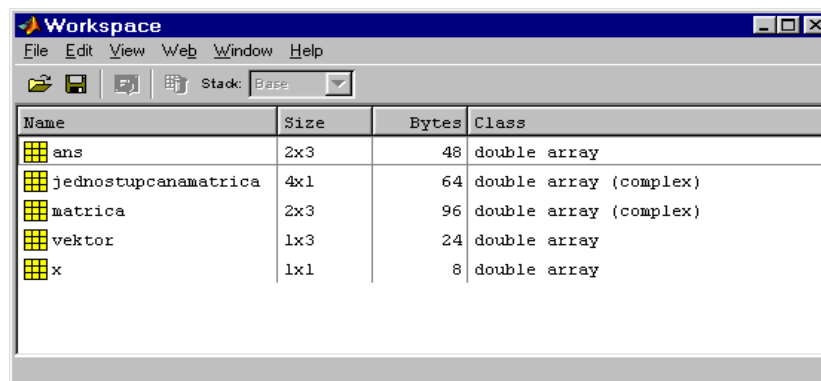 Workspace
File Edit View Web Window Help
Stack: Base
Name Size Bytes Class
ans 2x3 48 double array
jednostupcanamatrica 4x1 64 double array (complex)
matrica 2x3 96 double array (complex)
vektor 1x3 24 double array
x 1x1 8 double array